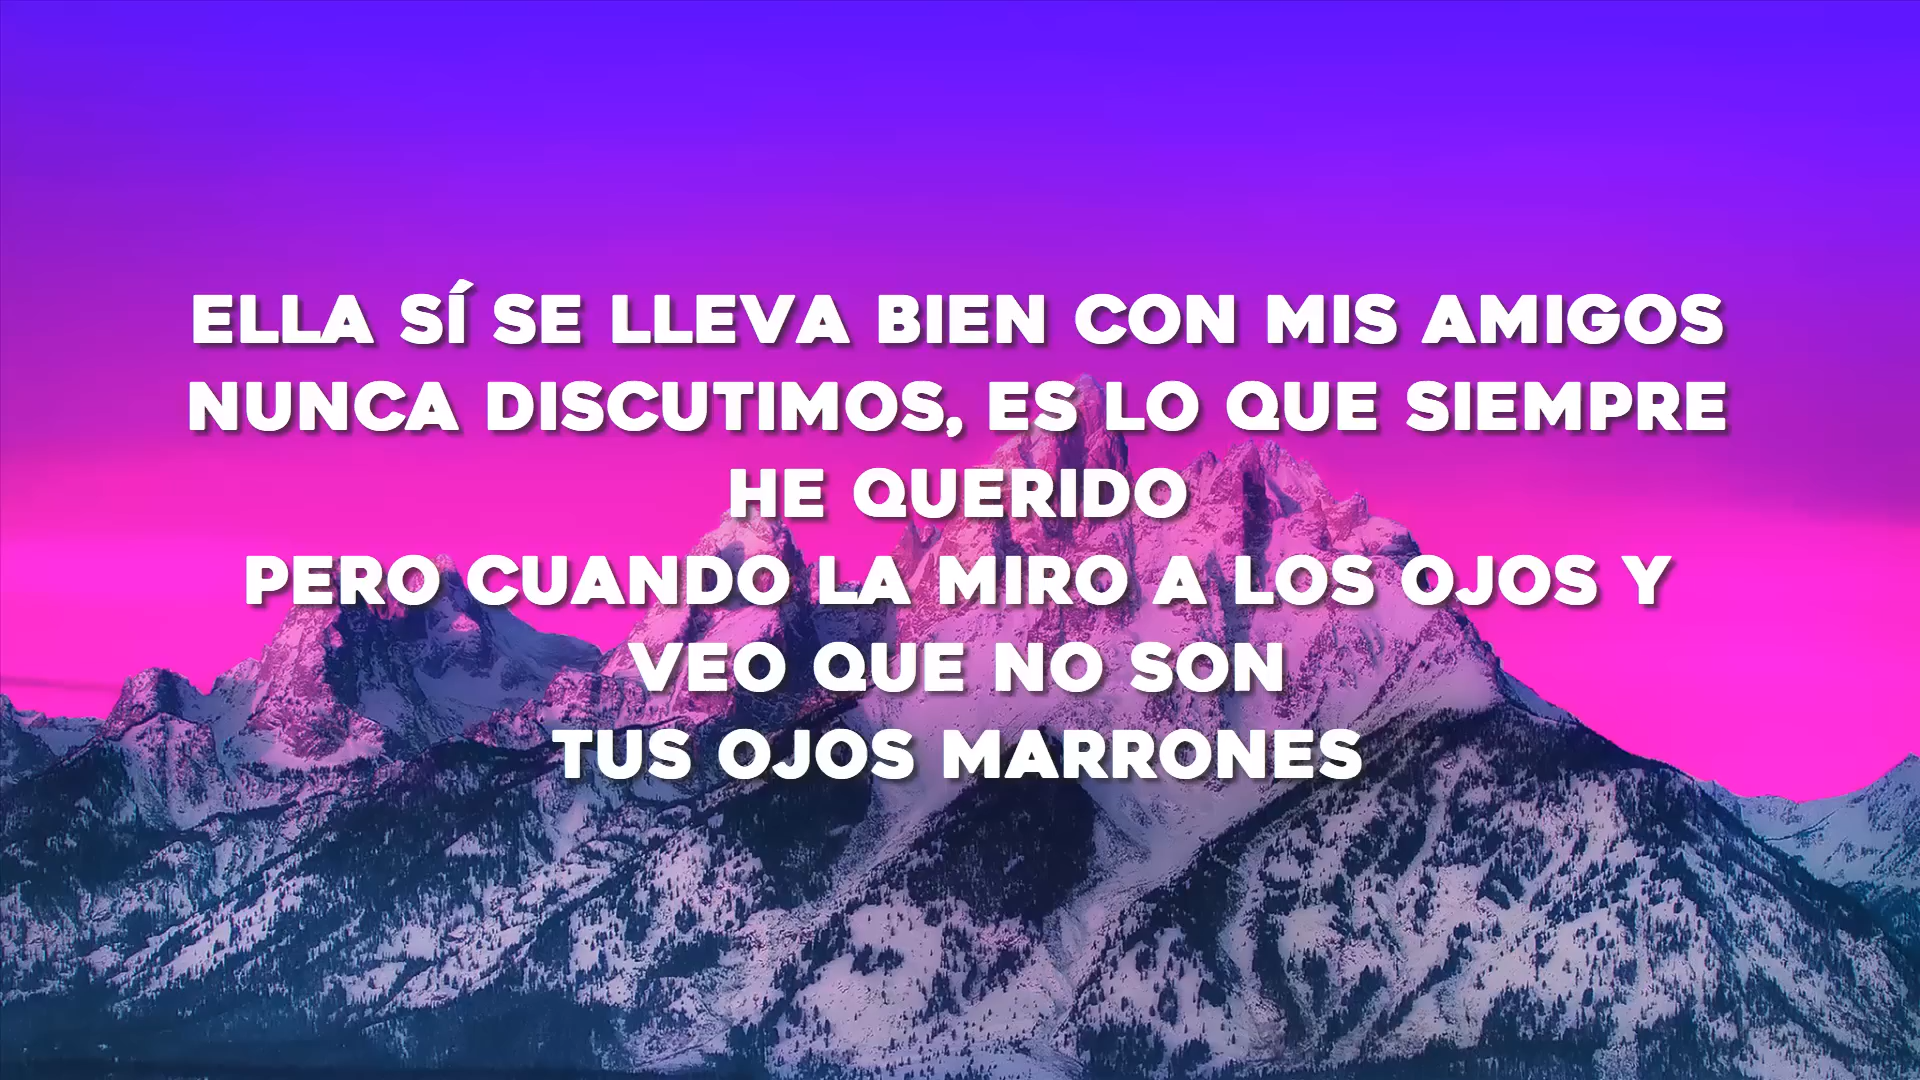 ELLA SÍ SE LLEVA BIEN CON MIS AMIGOS
NUNCA DISCUTIMOS, ES LO QUE SIEMPRE
HE QUERIDO
PERO CUANDO LA MIRO A LOS OJOS Y
VEO QUE NO SON
TUS OJOS MARRONES